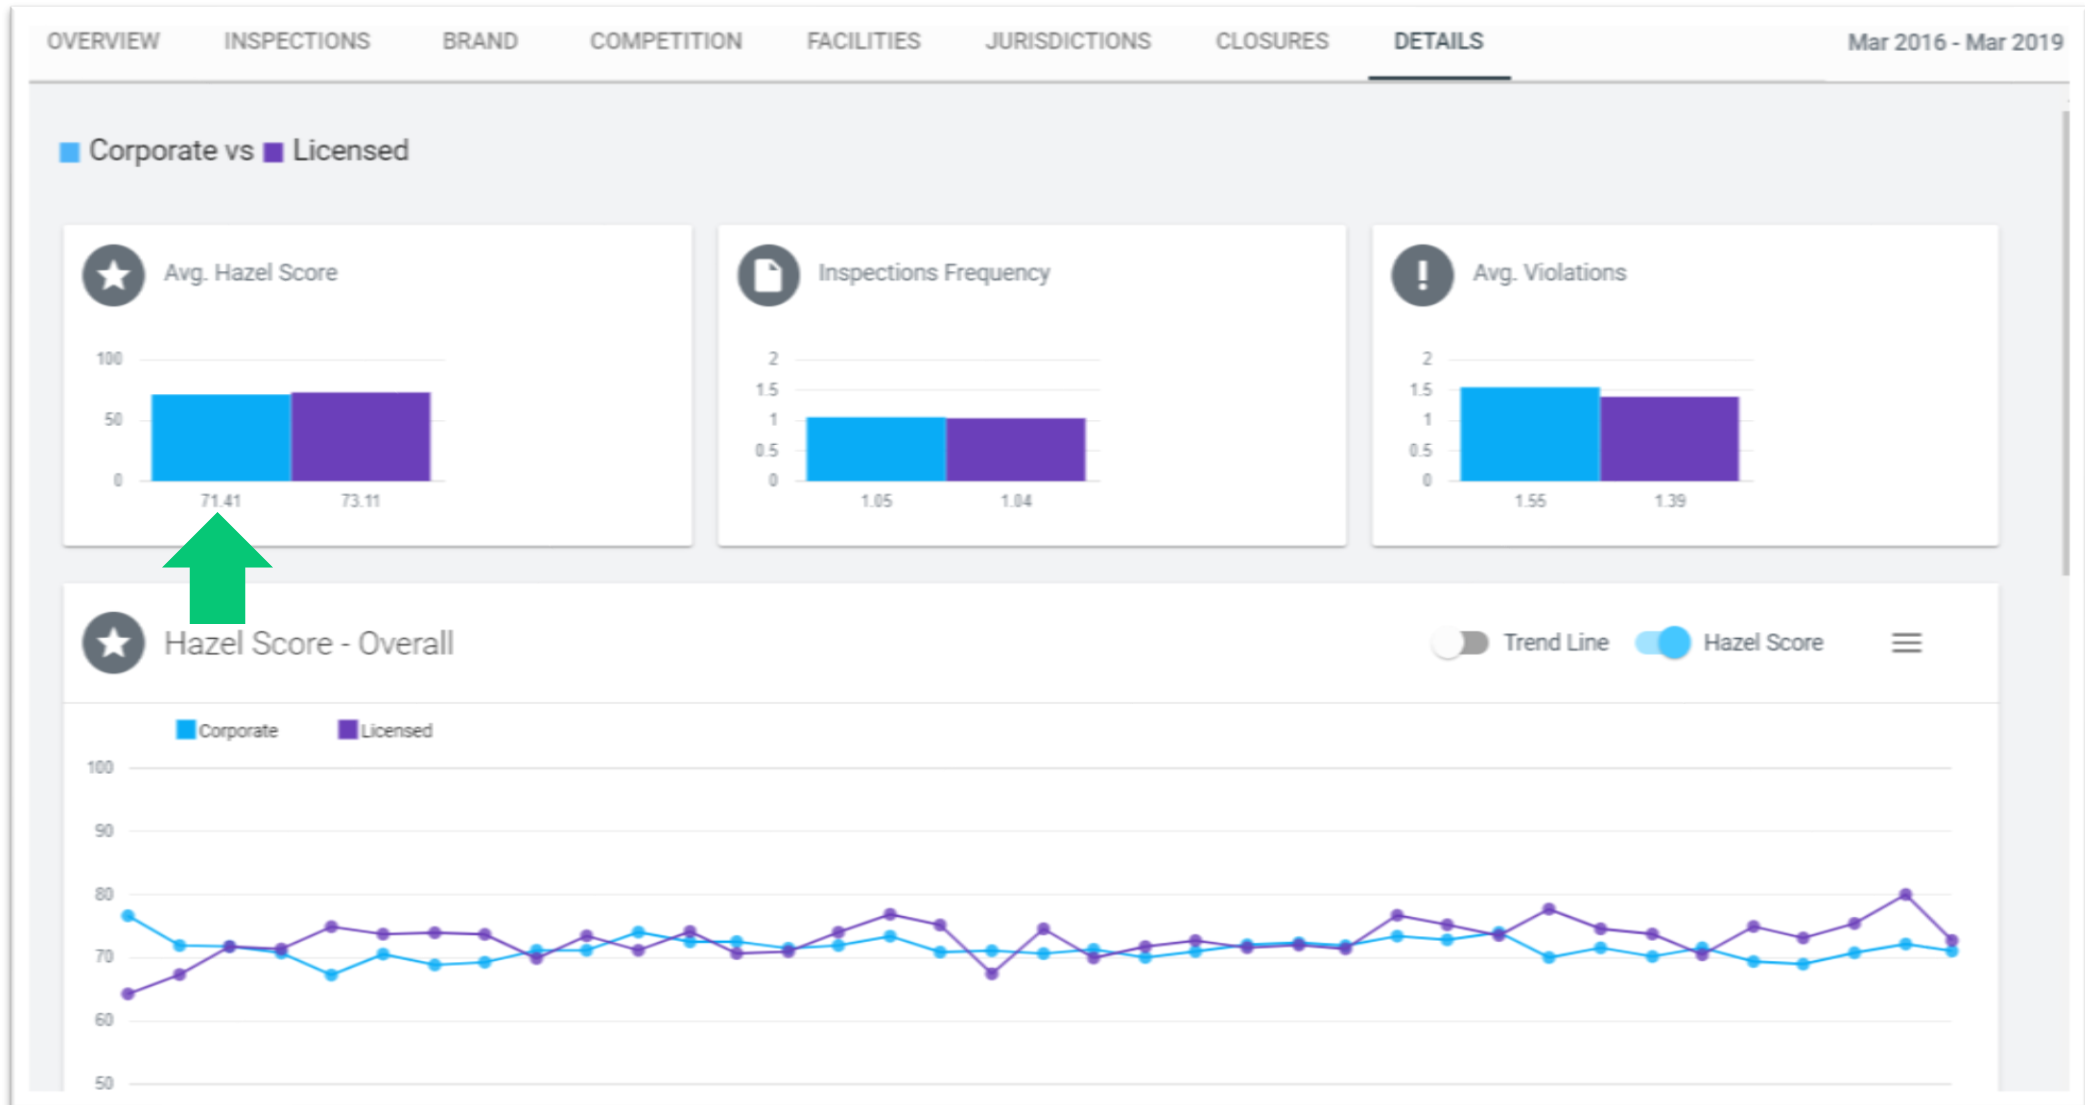 OVERVIEW INSPECTIONS BRAND COMPETITION FACILITIES JURISDICTIONS CLOSURES DETAILS Mar 2016 - Mar 2019
Corporate vs Licensed
Avg. Hazel Score
100
50
0
71.41 73.11
Inspections Frequency
2
1.5
1
0.5
0
1.05 1.04
Avg. Violations
2
1.5
1
0.5
0
1.55 1.39
Hazel Score - Overall
Trend Line Hazel Score
Corporate Licensed
100
90
80
70
60
50